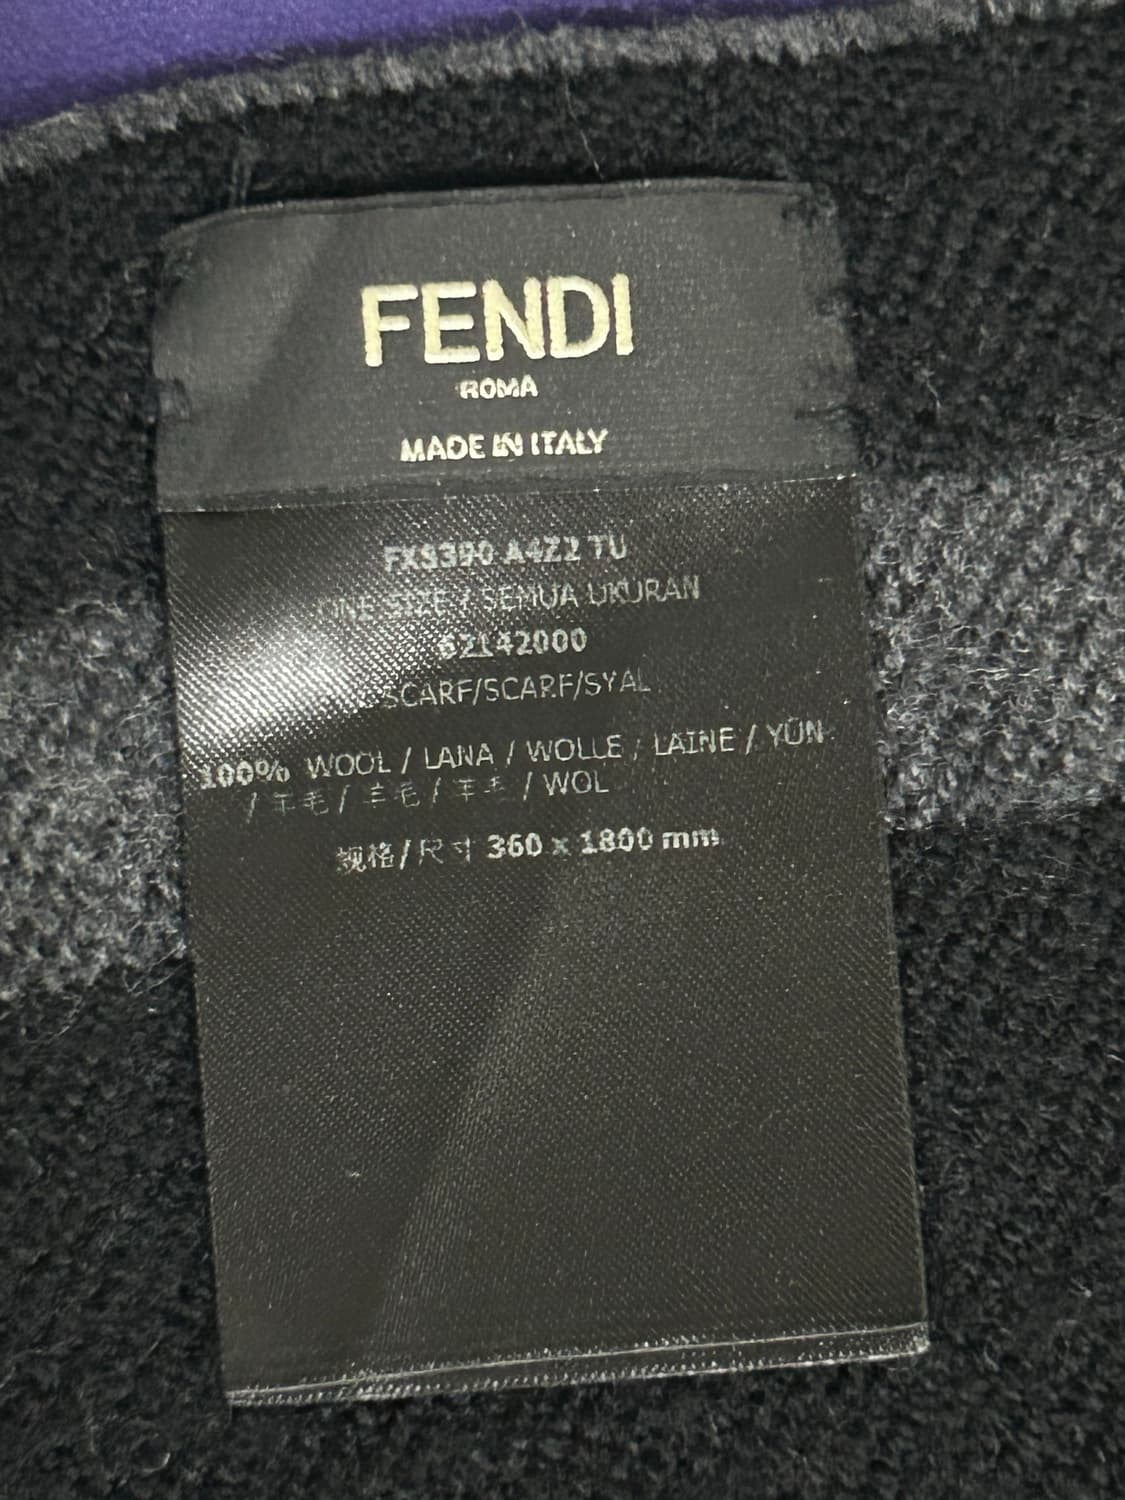 FENDI
ROMA
MADE IN ITALY
FXS390 A4Z2 TU
ONE SIZE / SEMUA UKURAN
62142000
SCARF/SCARF/SYAL
100% WOOL / LANA / WOLLE / LAINE / YÜN
/ 羊毛 / 羊毛 / 羊毛 / WOL
规格/尺寸 360 x 1800 mm